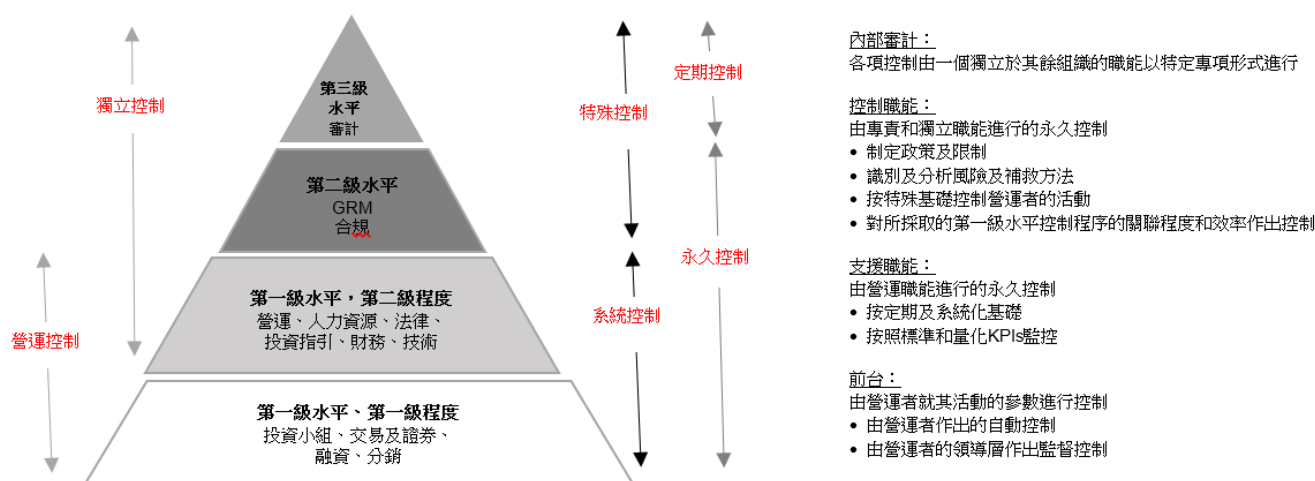 獨立控制
營運控制
第三級
水平
審計
第二級水平
GRM
合規
第一級水平，第二級程度
營運、人力資源、法律、
投資指引、財務、技術
第一級水平、第一級程度
投資小組、交易及證券、
融資、分銷
特殊控制
系統控制
定期控制
永久控制
內部審計：
各項控制由一個獨立於其餘組織的職能以特定專項形式進行
控制職能：
由專責和獨立職能進行的永久控制
• 制定政策及限制
• 識別及分析風險及補救方法
• 按特殊基礎控制營運者的活動
• 對所採取的第一級水平控制程序的關聯程度和效率作出控制
支援職能：
由營運職能進行的永久控制
• 按定期及系統化基礎
• 按照標準和量化KPIs監控
前台：
由營運者就其活動的參數進行控制
• 由營運者作出的自動控制
• 由營運者的領導層作出監督控制